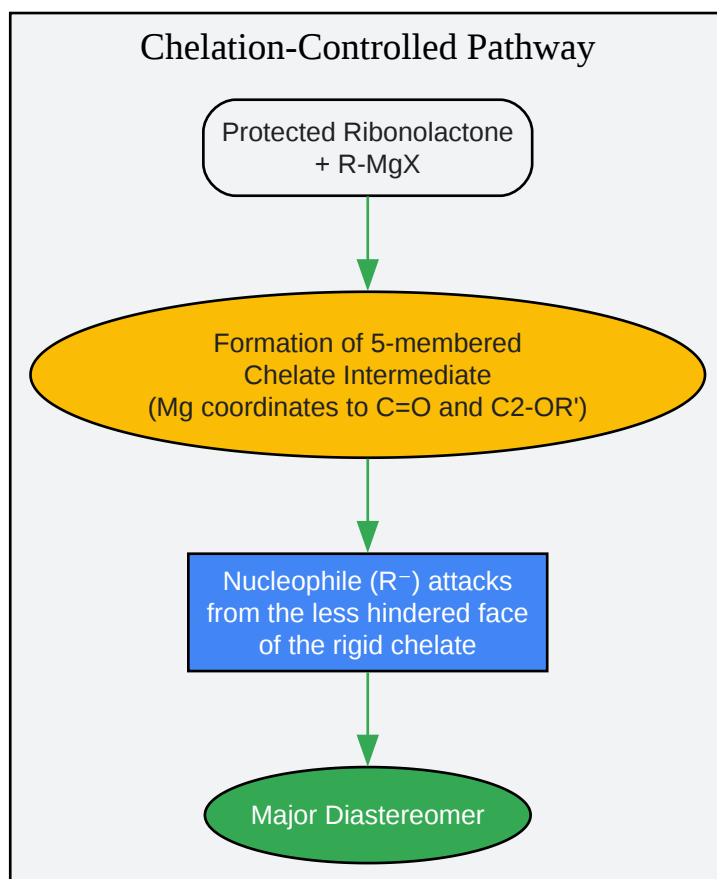 Chelation-Controlled Pathway
Protected Ribonolactone
+ R-MgX
Formation of 5-membered
Chelate Intermediate
(Mg coordinates to C=O and C2-OR')
Nucleophile (R⁻) attacks
from the less hindered face
of the rigid chelate
Major Diastereomer